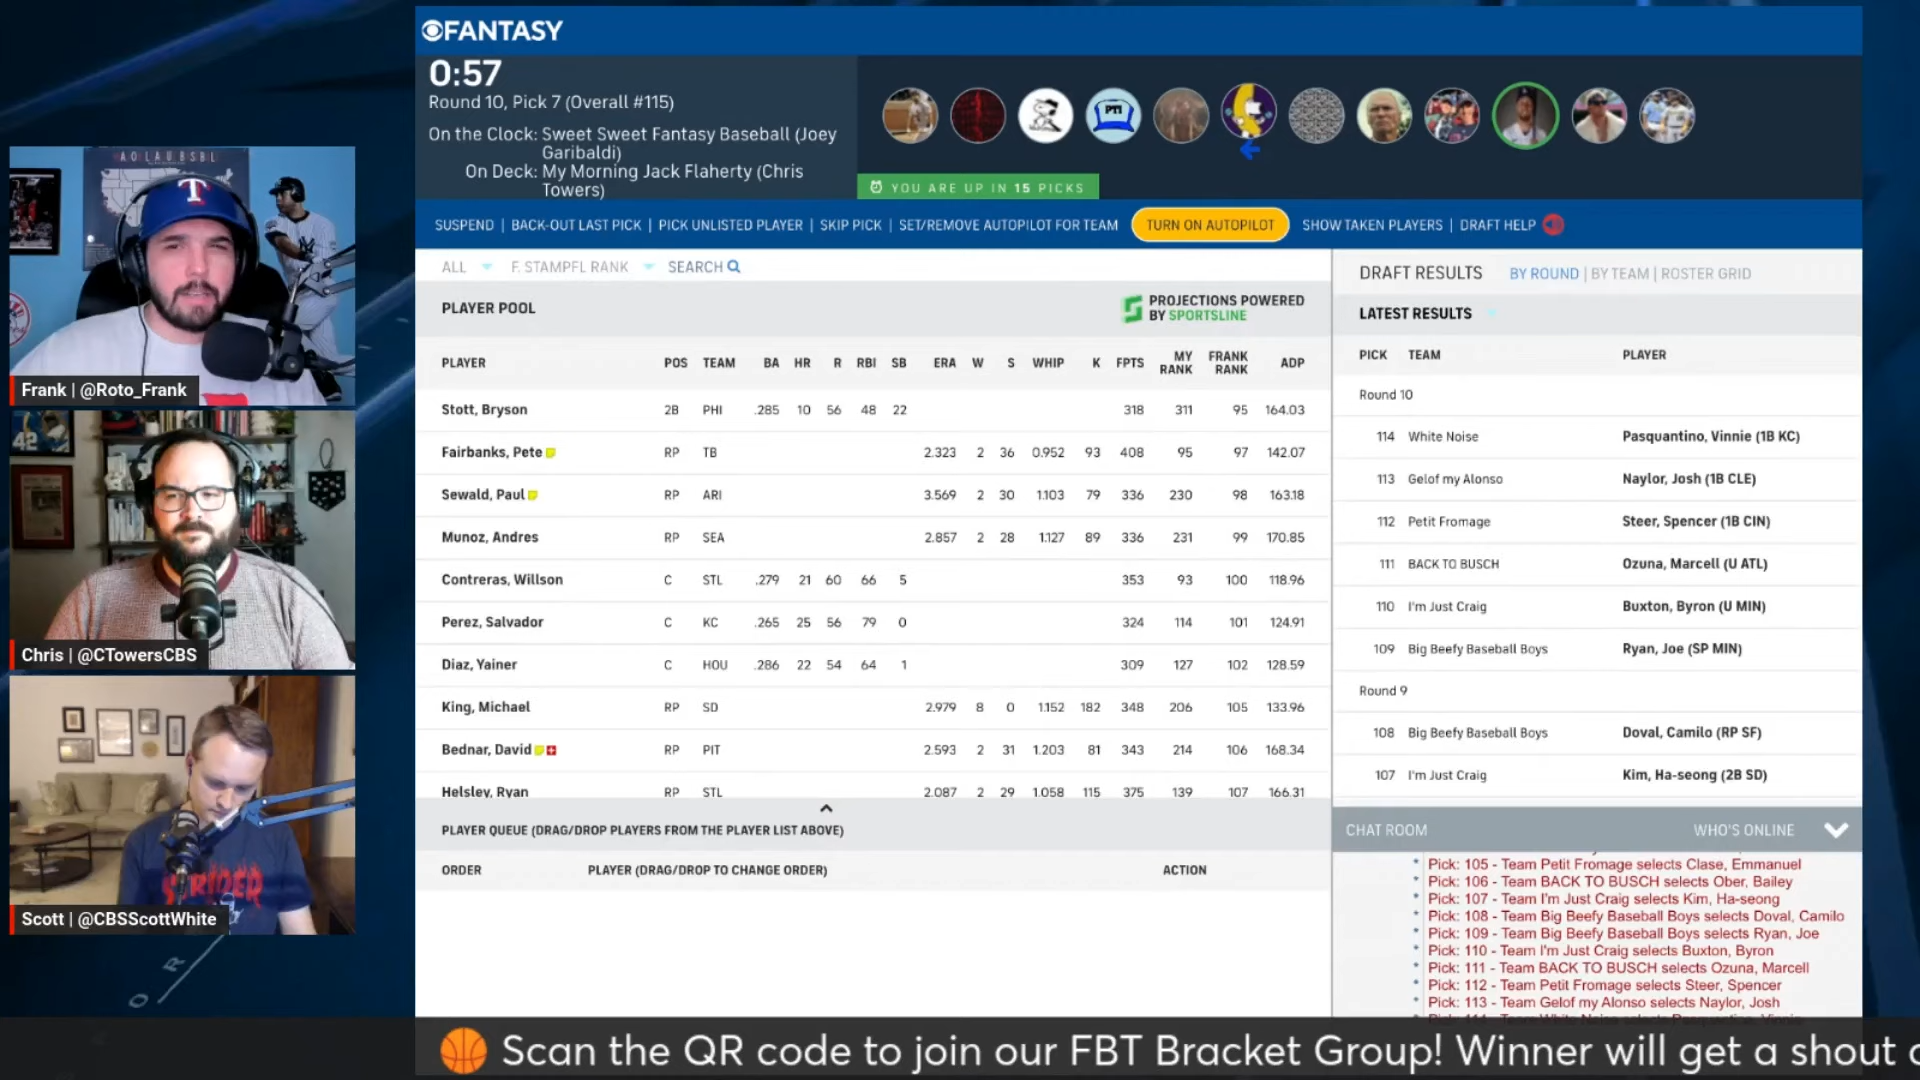 FANTASY
0:57
Round 10, Pick 7 (Overall #115)
On the Clock: Sweet Sweet Fantasy Baseball (Joey
Garibaldi)
On Deck: My Morning Jack Flaherty (Chris
Towers)
PTI
YOU ARE UP IN 15 PICKS
SUSPEND | BACK-OUT LAST PICK | PICK UNLISTED PLAYER | SKIP PICK | SET/REMOVE AUTOPILOT FOR TEAM TURN ON AUTOPILOT SHOW TAKEN PLAYERS | DRAFT HELP
ALL F. STAMPFL RANK SEARCH
PLAYER POOL
PROJECTIONS POWERED
BY SPORTSLINE
PLAYER POS TEAM BA HR R RBI SB ERA W S WHIP K FPTS MY RANK FRANK RANK ADP
Stott, Bryson 2B PHI .285 10 56 48 22 318 311 95 164.03
Fairbanks, Pete RP TB 2.323 2 36 0.952 93 408 95 97 142.07
Sewald, Paul RP ARI 3.569 2 30 1.103 79 336 230 98 163.18
Munoz, Andres RP SEA 2.857 2 28 1.127 89 336 231 99 170.85
Contreras, Willson C STL .279 21 60 66 5 353 93 100 118.96
Perez, Salvador C KC .265 25 56 79 0 324 114 101 124.91
Diaz, Yainer C HOU .286 22 54 64 1 309 127 102 128.59
King, Michael RP SD 2.979 8 0 1.152 182 348 206 105 133.96
Bednar, David RP PIT 2.593 2 31 1.203 81 343 214 106 168.34
Helsley, Ryan RP STL 2.087 2 29 1.058 115 375 139 107 166.31
PLAYER QUEUE (DRAG/DROP PLAYERS FROM THE PLAYER LIST ABOVE)
ORDER PLAYER (DRAG/DROP TO CHANGE ORDER) ACTION
DRAFT RESULTS BY ROUND | BY TEAM | ROSTER GRID
LATEST RESULTS
PICK TEAM PLAYER
Round 10
114 White Noise Pasquantino, Vinnie (1B KC)
113 Gelof my Alonso Naylor, Josh (1B CLE)
112 Petit Fromage Steer, Spencer (1B CIN)
111 BACK TO BUSCH Ozuna, Marcell (U ATL)
110 I'm Just Craig Buxton, Byron (U MIN)
109 Big Beefy Baseball Boys Ryan, Joe (SP MIN)
Round 9
108 Big Beefy Baseball Boys Doval, Camilo (RP SF)
107 I'm Just Craig Kim, Ha-seong (2B SD)
CHAT ROOM WHO'S ONLINE
* Pick: 105 - Team Petit Fromage selects Clase, Emmanuel
* Pick: 106 - Team BACK TO BUSCH selects Ober, Bailey
* Pick: 107 - Team I'm Just Craig selects Kim, Ha-seong
* Pick: 108 - Team Big Beefy Baseball Boys selects Doval, Camilo
* Pick: 109 - Team Big Beefy Baseball Boys selects Ryan, Joe
* Pick: 110 - Team I'm Just Craig selects Buxton, Byron
* Pick: 111 - Team BACK TO BUSCH selects Ozuna, Marcell
* Pick: 112 - Team Petit Fromage selects Steer, Spencer
* Pick: 113 - Team Gelof my Alonso selects Naylor, Josh
T
Frank | @Roto_Frank
42
Chris | @CTowersCBS
STRIDER
Scott | @CBSScottWhite
Scan the QR code to join our FBT Bracket Group! Winner will get a shout